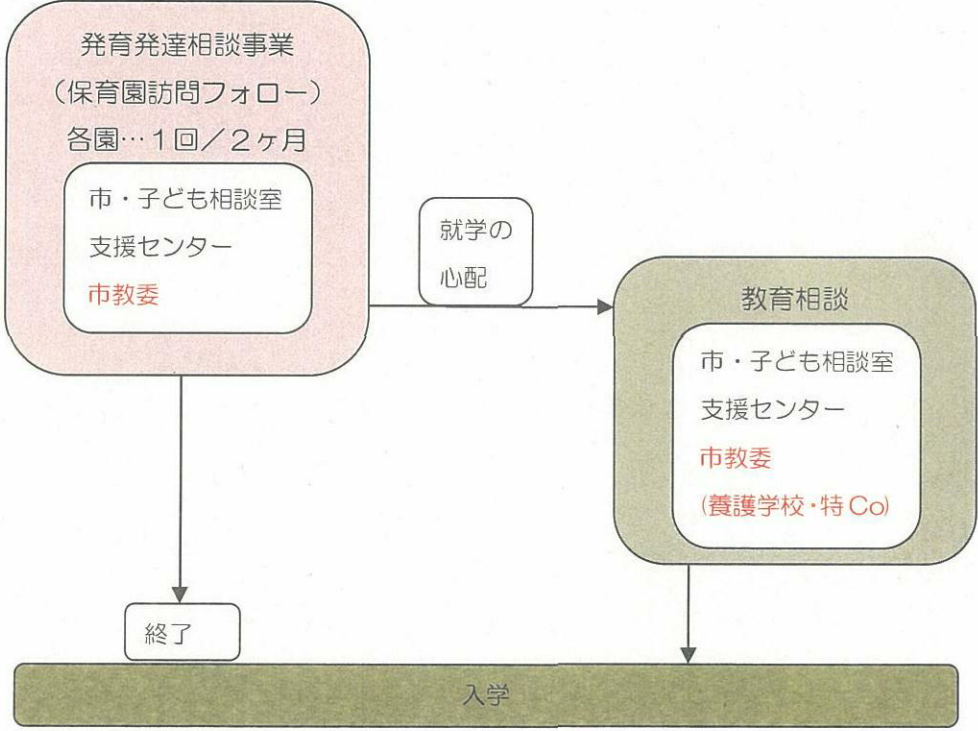 発育発達相談事業
（保育園訪問フォロー）
各園…１回／２ヶ月
市・子ども相談室
支援センター
市教委
就学の
心配
教育相談
市・子ども相談室
支援センター
市教委
(養護学校・特Co)
終了
入学